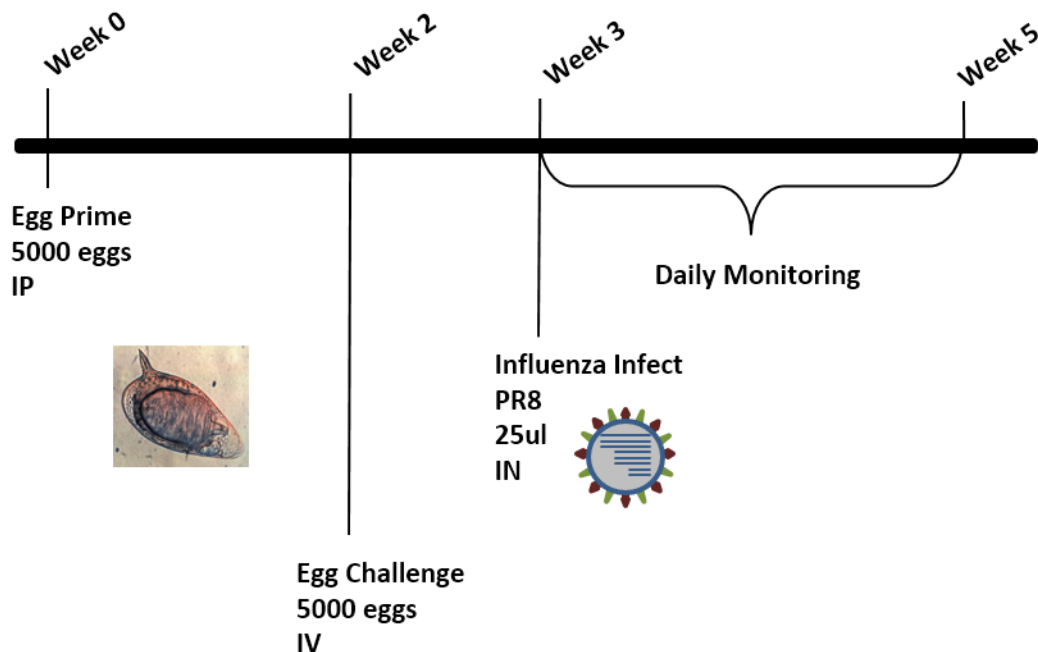 Week 0
Week 2
Week 3
Week 5
Egg Prime
5000 eggs
IP
Daily Monitoring
Influenza Infect
PR8
25ul
IN
Egg Challenge
5000 eggs
IV